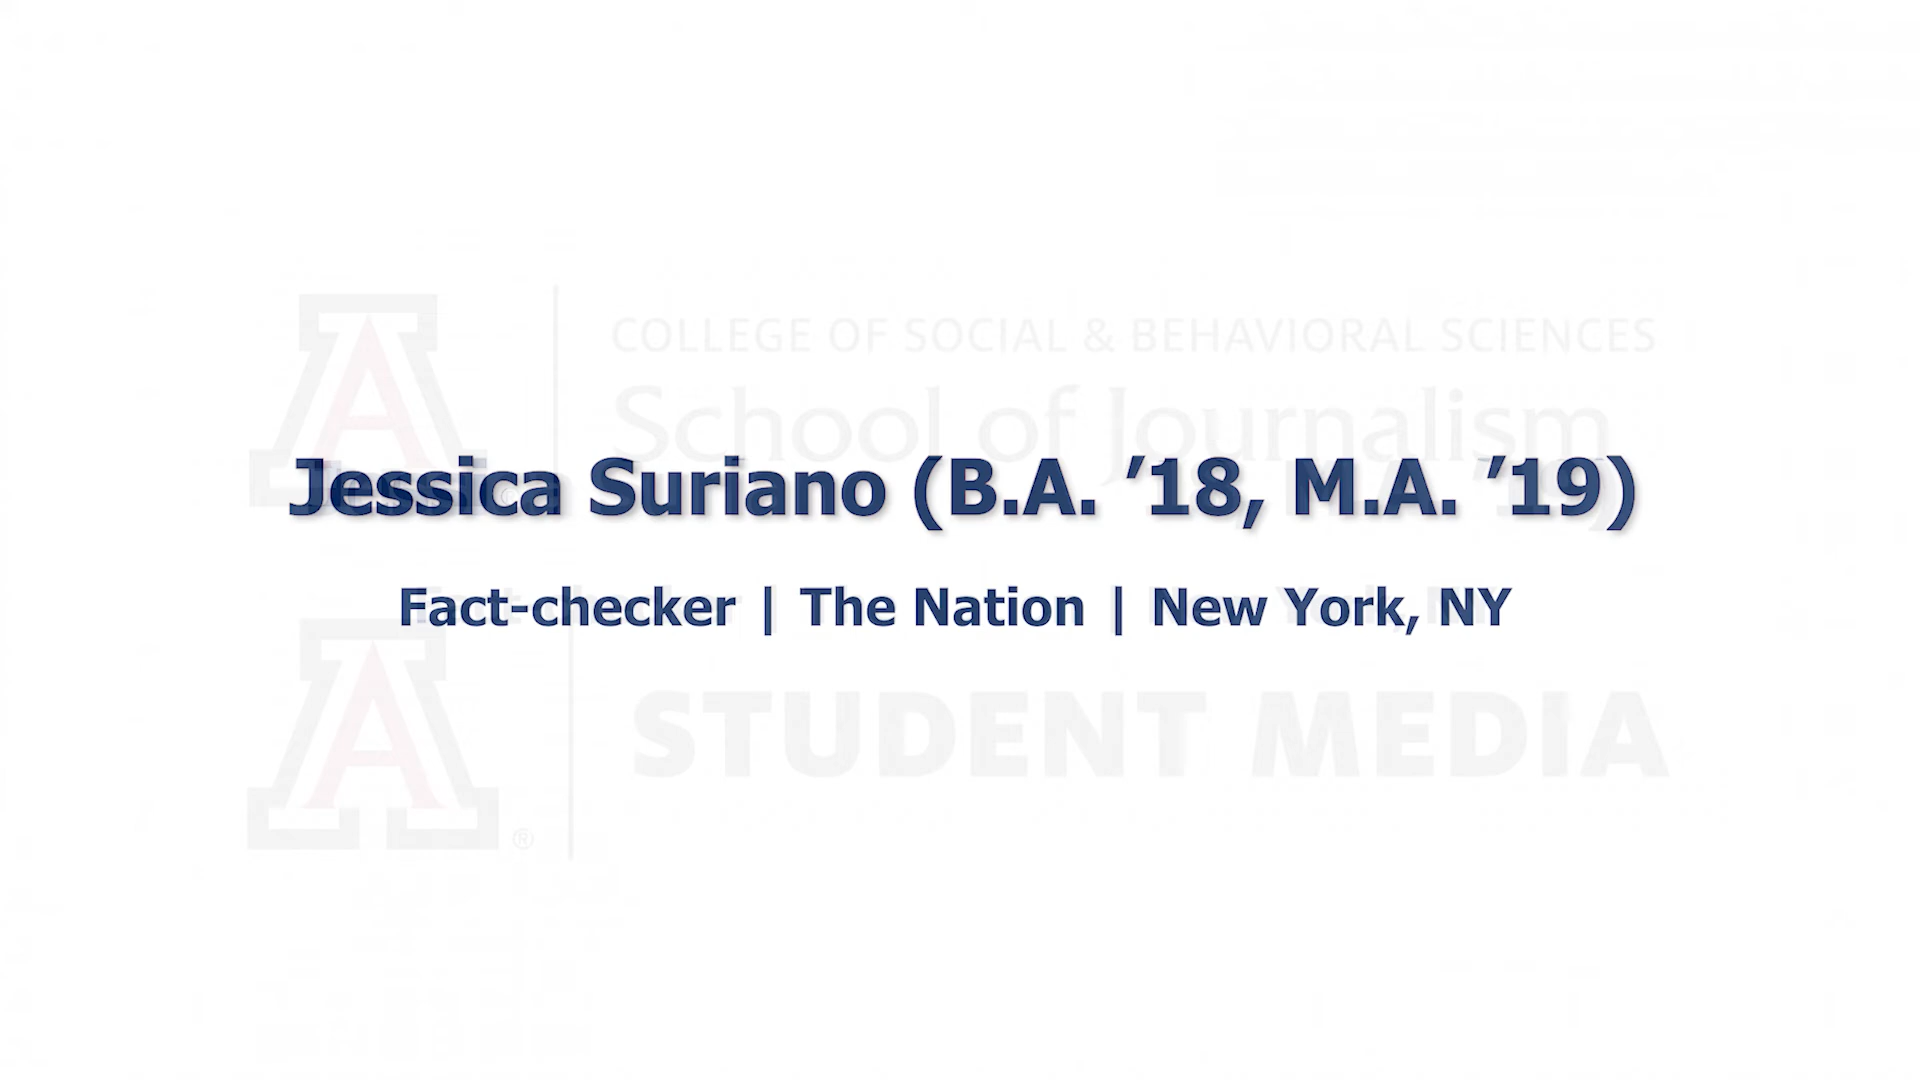 COLLEGE OF SOCIAL & BEHAVIORAL SCIENCES
School of Journalism
Jessica Suriano (B.A. ’18, M.A. ’19)
Fact-checker | The Nation | New York, NY
A
STUDENT MEDIA
®